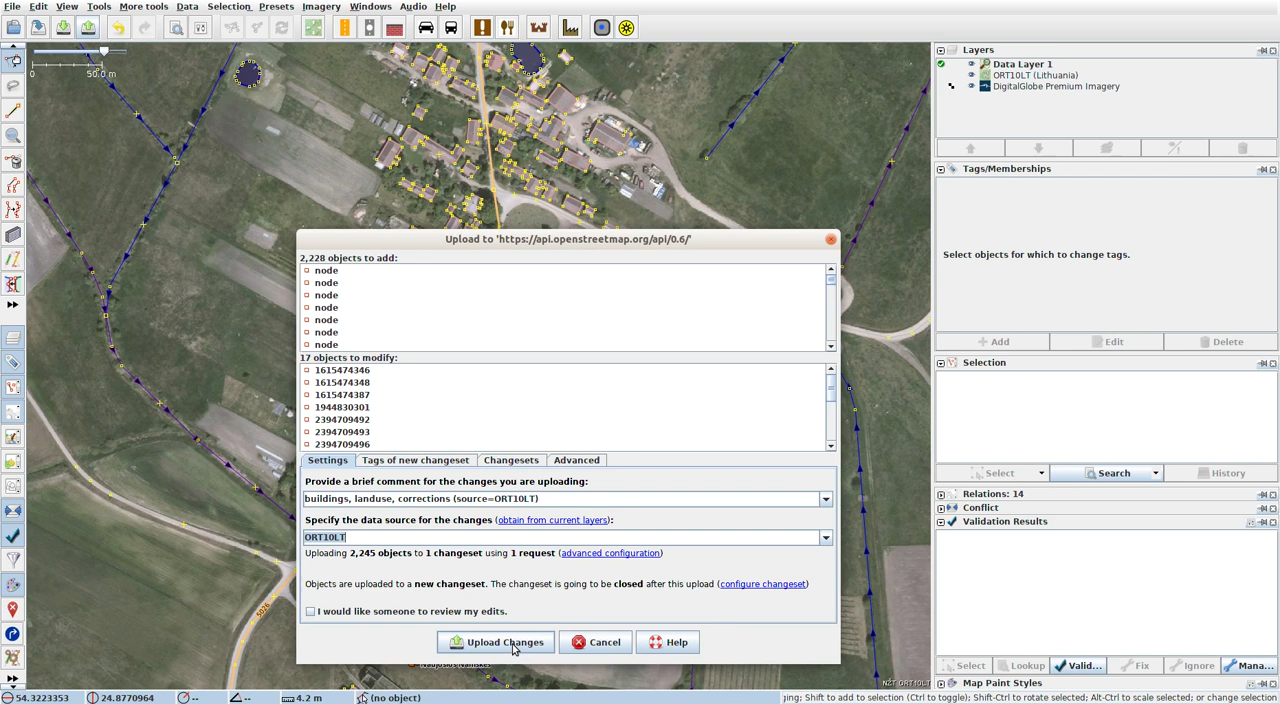 File Edit View Tools More tools Data Selection Presets Imagery Windows Audio Help
0 50.0 m
Layers
Data Layer 1
ORT10LT (Lithuania)
DigitalGlobe Premium Imagery
Tags/Memberships
Select objects for which to change tags.
Add Edit Delete
Selection
Select Search History
Relations: 14
Conflict
Validation Results
Select Lookup Valid... Fix Ignore Mana...
Map Paint Styles
Upload to 'https://api.openstreetmap.org/api/0.6/'
2,228 objects to add:
node
node
node
node
node
node
node
17 objects to modify:
1615474346
1615474348
1615474387
1944830301
2394709492
2394709493
2394709496
Settings Tags of new changeset Changesets Advanced
Provide a brief comment for the changes you are uploading:
buildings, landuse, corrections (source=ORT10LT)
Specify the data source for the changes (obtain from current layers):
ORT10LT
Uploading 2,245 objects to 1 changeset using 1 request (advanced configuration)
Objects are uploaded to a new changeset. The changeset is going to be closed after this upload (configure changeset)
I would like someone to review my edits.
Upload Changes Cancel Help
5026
NŽT ORT10LT
54.3223353 24.8770964 -- -- 4.2 m (no object)
jing; Shift to add to selection (Ctrl to toggle); Shift-Ctrl to rotate selected; Alt-Ctrl to scale selected; or change selection